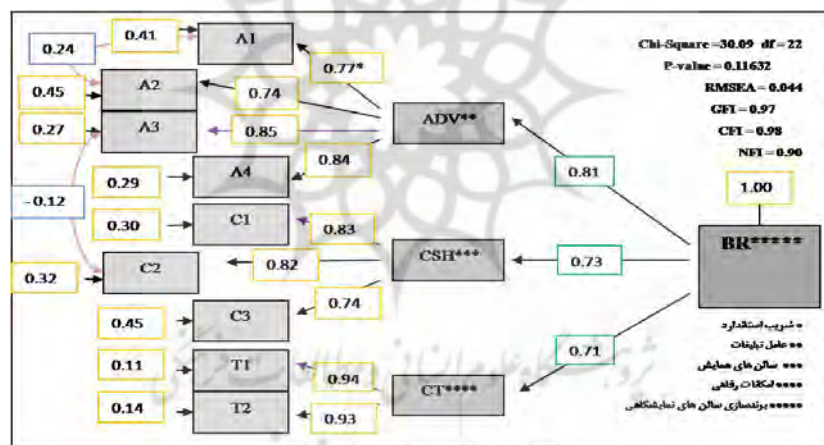 Chi-Square =30.09 df = 22
P-value = 0.11632
RMSEA = 0.044
GFI = 0.97
CFI = 0.98
NFI = 0.90
0.41
A1
0.24
0.77*
A2
0.45
0.74
ADV**
0.27
A3
0.85
0.81
1.00
0.84
0.29
A4
- 0.12
0.30
C1
0.83
BR*****
C2
0.82
CSH***
0.73
0.32
0.74
0.45
C3
0.71
0.11
T1
0.94
CT****
0.14
T2
0.93
* ضریب استاندارد
** عامل تبلیغات
*** سالن های همایش
**** امکانات رفاهی
***** برندسازی سالن های نمایشگاهی
پژوهشگاه علوم انسانی و مطالعات فرهنگی